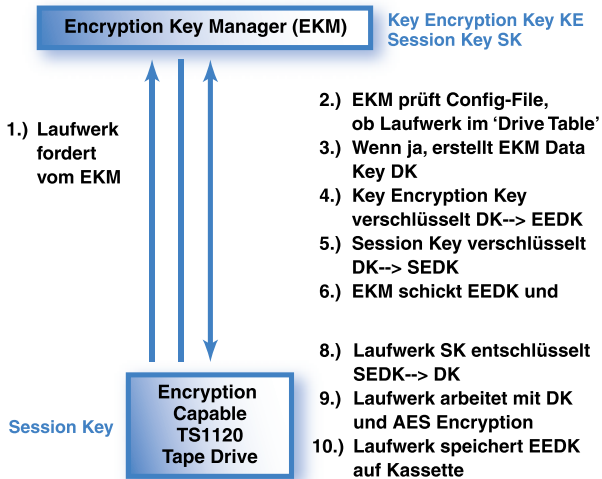 Encryption Key Manager (EKM)
Key Encryption Key KE
Session Key SK
1.) Laufwerk
fordert
vom EKM
2.) EKM prüft Config-File,
ob Laufwerk im ‘Drive Table’
3.) Wenn ja, erstellt EKM Data
Key DK
4.) Key Encryption Key
verschlüsselt DK--> EEDK
5.) Session Key verschlüsselt
DK--> SEDK
6.) EKM schickt EEDK und
8.) Laufwerk SK entschlüsselt
SEDK--> DK
9.) Laufwerk arbeitet mit DK
und AES Encryption
10.) Laufwerk speichert EEDK
auf Kassette
Session Key
Encryption
Capable
TS1120
Tape Drive